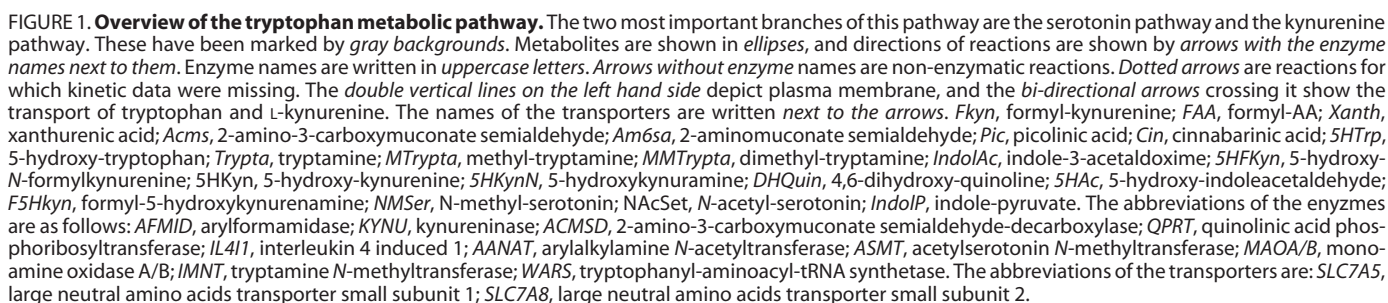 FIGURE 1. Overview of the tryptophan metabolic pathway. The two most important branches of this pathway are the serotonin pathway and the kynurenine
pathway. These have been marked by gray backgrounds. Metabolites are shown in ellipses, and directions of reactions are shown by arrows with the enzyme
names next to them. Enzyme names are written in uppercase letters. Arrows without enzyme names are non-enzymatic reactions. Dotted arrows are reactions for
which kinetic data were missing. The double vertical lines on the left hand side depict plasma membrane, and the bi-directional arrows crossing it show the
transport of tryptophan and L-kynurenine. The names of the transporters are written next to the arrows. Fkyn, formyl-kynurenine; FAA, formyl-AA; Xanth,
xanthurenic acid; Acms, 2-amino-3-carboxymuconate semialdehyde; Am6sa, 2-aminomuconate semialdehyde; Pic, picolinic acid; Cin, cinnabarinic acid; 5HTrp,
5-hydroxy-tryptophan; Trypta, tryptamine; MTrypta, methyl-tryptamine; MMTrypta, dimethyl-tryptamine; IndolAc, indole-3-acetaldoxime; 5HFKyn, 5-hydroxy-
N-formylkynurenine; 5HKyn, 5-hydroxy-kynurenine; 5HKynN, 5-hydroxykynuramine; DHQuin, 4,6-dihydroxy-quinoline; 5HAc, 5-hydroxy-indoleacetaldehyde;
F5Hkyn, formyl-5-hydroxykynurenamine; NMSer, N-methyl-serotonin; NAcSet, N-acetyl-serotonin; IndolP, indole-pyruvate. The abbreviations of the enyzmes
are as follows: AFMID, arylformamidase; KYNU, kynureninase; ACMSD, 2-amino-3-carboxymuconate semialdehyde-decarboxylase; QPRT, quinolinic acid phos-
phoribosyltransferase; IL4I1, interleukin 4 induced 1; AANAT, arylalkylamine N-acetyltransferase; ASMT, acetylserotonin N-methyltransferase; MAOA/B, mono-
amine oxidase A/B; IMNT, tryptamine N-methyltransferase; WARS, tryptophanyl-aminoacyl-tRNA synthetase. The abbreviations of the transporters are: SLC7A5,
large neutral amino acids transporter small subunit 1; SLC7A8, large neutral amino acids transporter small subunit 2.